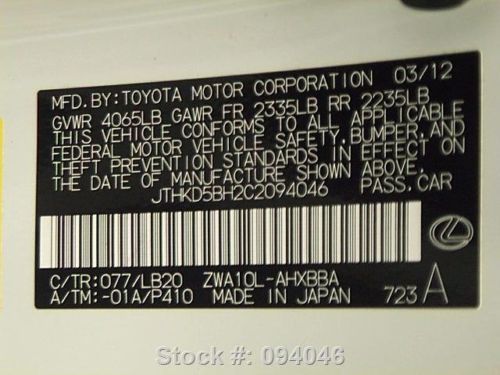 MFD. BY: TOYOTA MOTOR CORPORATION 03/12
GVWR 4065LB GAWR FR 2335LB RR 2235LB
THIS VEHICLE CONFORMS TO ALL APPLICABLE
FEDERAL MOTOR VEHICLE SAFETY, BUMPER, AND
THEFT PREVENTION STANDARDS IN EFFECT ON
THE DATE OF MANUFACTURE SHOWN ABOVE.
JTHKD5BH2C2094046 PASS. CAR
C/TR: 077/LB20 ZWA10L-AHXBBA
A/TM: -01A/P410 MADE IN JAPAN 723 A
Stock #: 094046